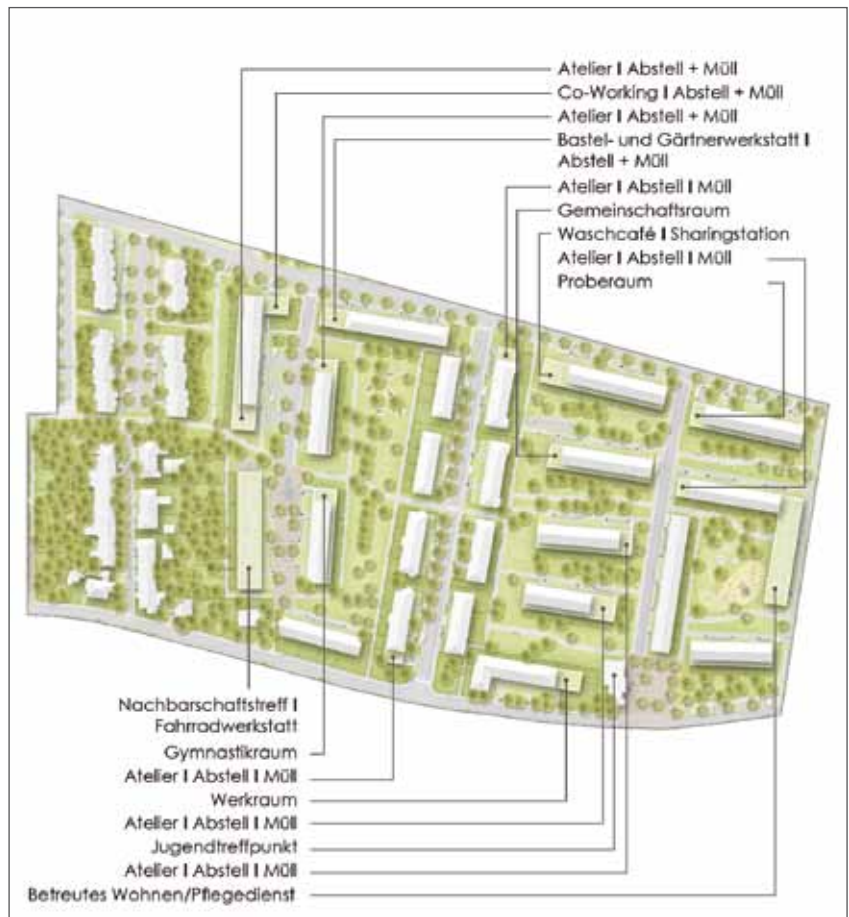 Atelier I Abstell + Müll
Co-Working I Abstell + Müll
Atelier I Abstell + Müll
Bastel- und Gärtnerwerkstatt I
Abstell + Müll
Atelier I Abstell I Müll
Gemeinschaftsraum
Waschcafé I Sharingstation
Atelier I Abstell I Müll
Proberaum
Nachbarschaftstreff I
Fahrradwerkstatt
Gymnastikraum
Atelier I Abstell I Müll
Werkraum
Atelier I Abstell I Müll
Jugendtreffpunkt
Atelier I Abstell I Müll
Betreutes Wohnen/Pflegedienst